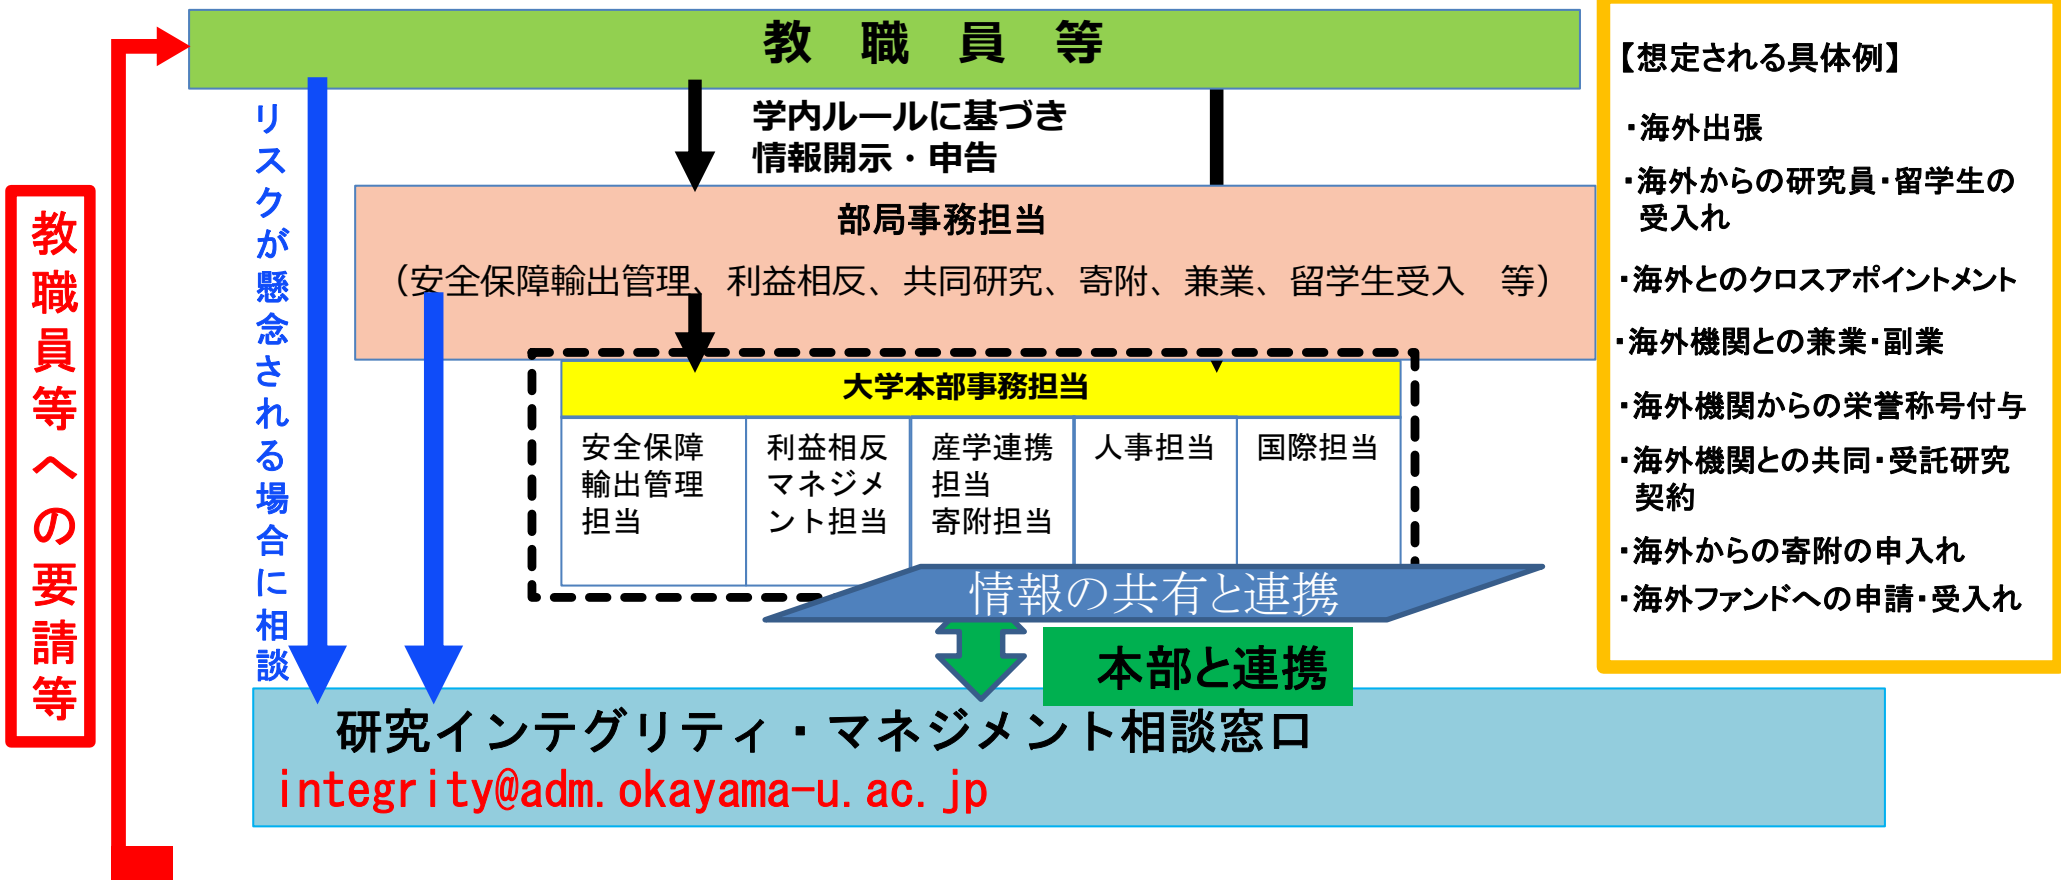 教職員等
学内ルールに基づき
情報開示・申告
リスクが懸念される場合に相談
教職員等への要請等
部局事務担当
（安全保障輸出管理、利益相反、共同研究、寄附、兼業、留学生受入　等）
大学本部事務担当
安全保障
輸出管理
担当
利益相反
マネジメ
ント担当
産学連携
担当
寄附担当
人事担当
国際担当
情報の共有と連携
本部と連携
研究インテグリティ・マネジメント相談窓口
integrity@adm.okayama-u.ac.jp
【想定される具体例】
・海外出張
・海外からの研究員・留学生の
受入れ
・海外とのクロスアポイントメント
・海外機関との兼業・副業
・海外機関からの栄誉称号付与
・海外機関との共同・受託研究
契約
・海外からの寄附の申入れ
・海外ファンドへの申請・受入れ